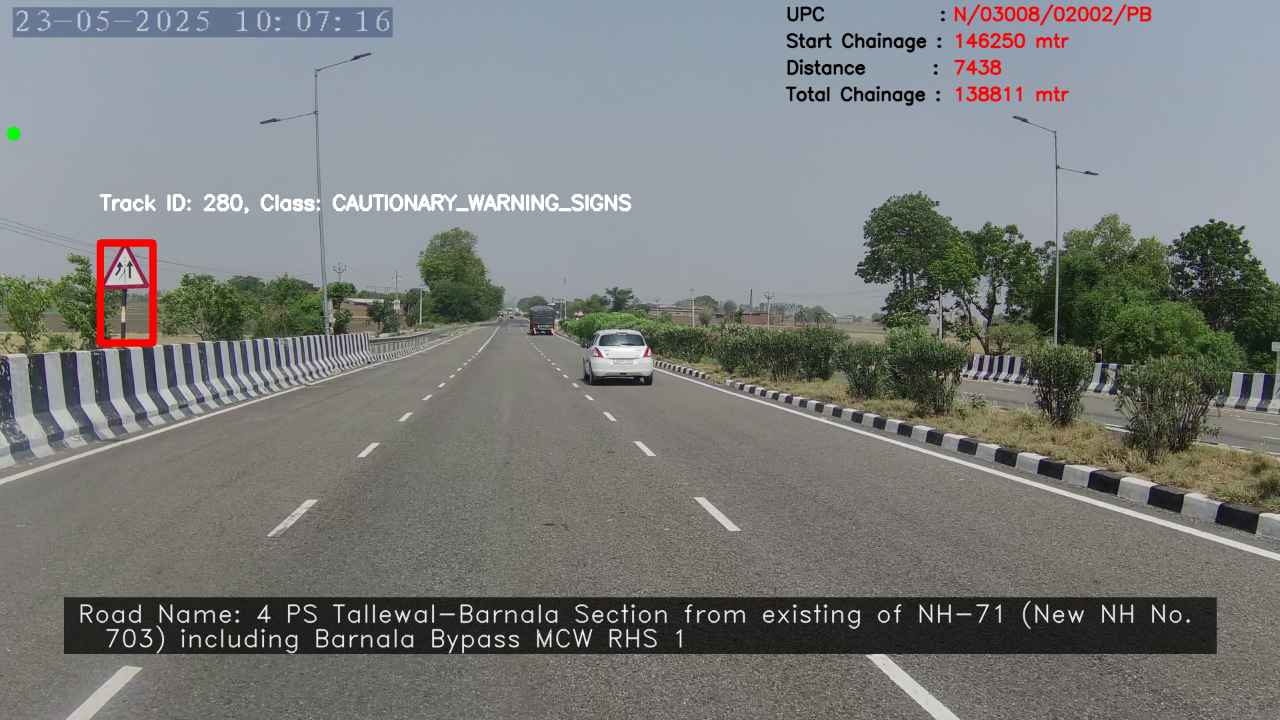 23-05-2025 10:07:16
UPC : N/03008/02002/PB
Start Chainage : 146250 mtr
Distance : 7438
Total Chainage : 138811 mtr
Track ID: 280, Class: CAUTIONARY_WARNING_SIGNS
Road Name: 4 PS Tallewal-Barnala Section from existing of NH-71 (New NH No.
703) including Barnala Bypass MCW RHS 1